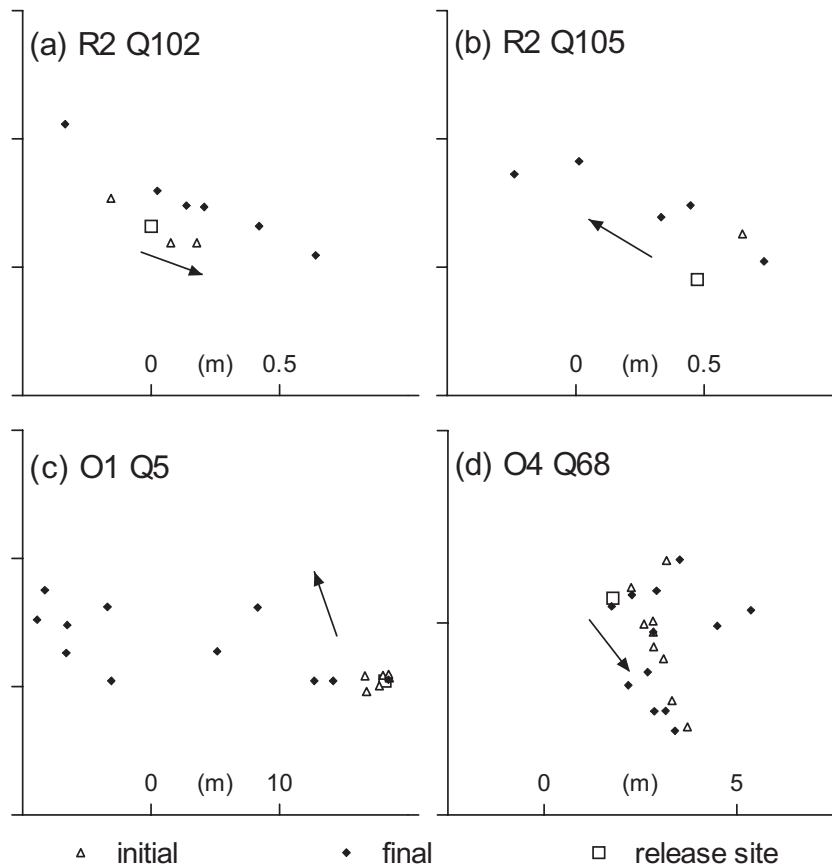 (a) R2 Q102
(b) R2 Q105
0 (m) 0.5
0 (m) 0.5
(c) O1 Q5
(d) O4 Q68
0 (m) 10
0 (m) 5
initial final release site